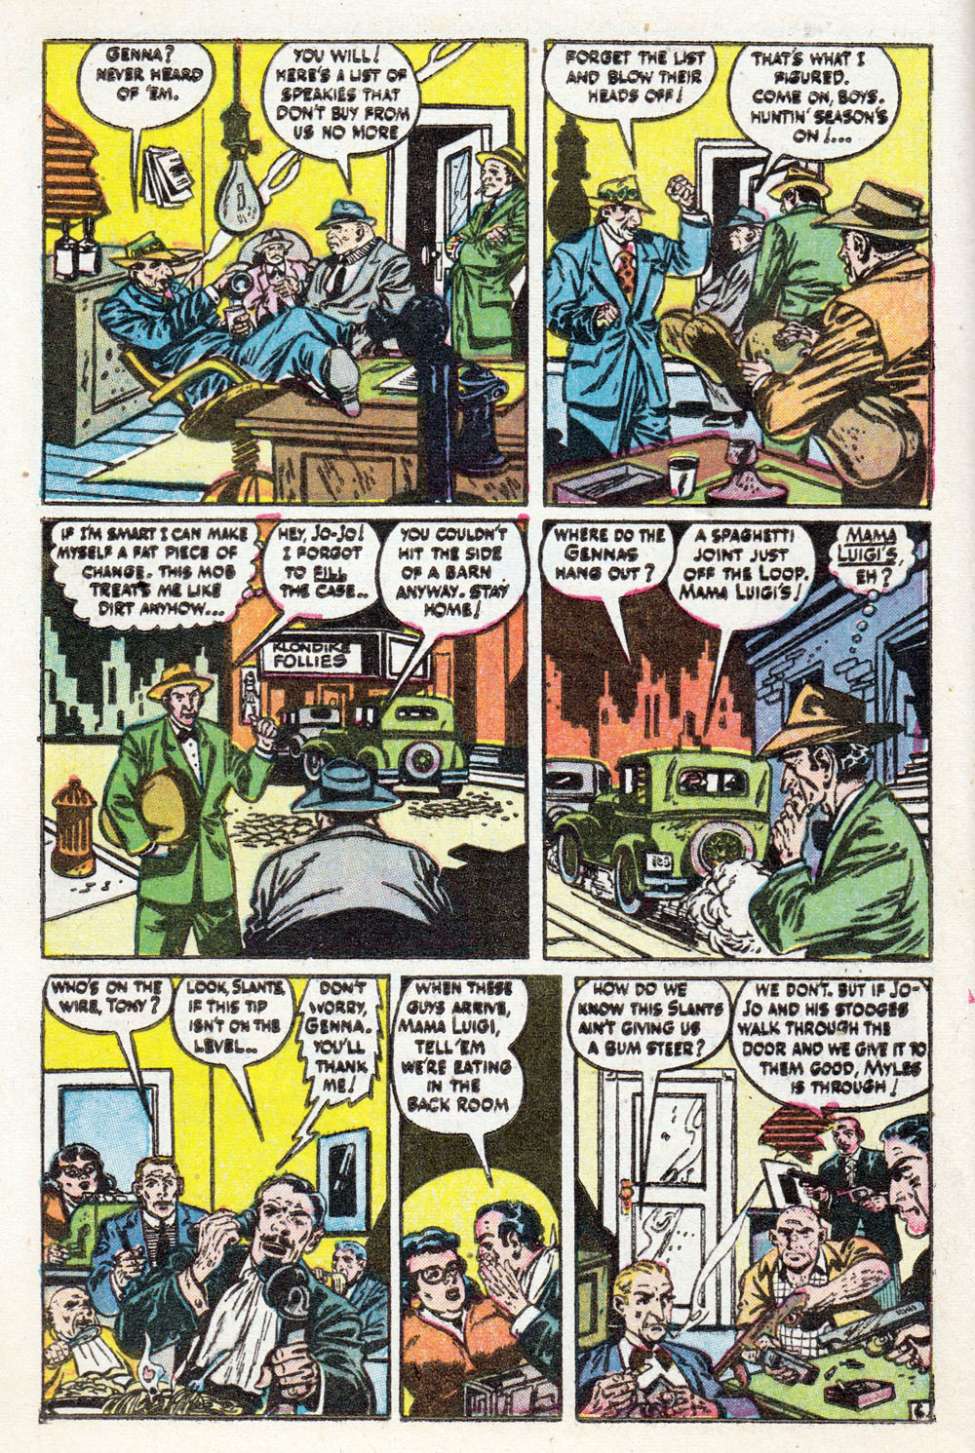 GENNA?
NEVER HEARD
OF 'EM.
YOU WILL!
HERE'S A LIST OF
SPEAKIES THAT
DON'T BUY FROM
US NO MORE
FORGET THE LIST
AND BLOW THEIR
HEADS OFF!
THAT'S WHAT I
FIGURED.
COME ON, BOYS.
HUNTIN' SEASON'S
ON!...
IF I'M SMART I CAN MAKE
MYSELF A FAT PIECE OF
CHANGE. THIS MOB
TREATS ME LIKE
DIRT ANYHOW...
HEY, JO-JO!
I FORGOT
TO FILL
THE CASE..
YOU COULDN'T
HIT THE SIDE
OF A BARN
ANYWAY. STAY
HOME!
KLONDIKE
FOLLIES
WHERE DO THE
GENNAS
HANG OUT?
A SPAGHETTI
JOINT JUST
OFF THE LOOP.
MAMA LUIGI'S!
MAMA
LUIGI'S,
EH?
WHO'S ON THE
WIRE, TONY?
LOOK, SLANTS,
IF THIS TIP
ISN'T ON THE
LEVEL..
DON'T
WORRY,
GENNA.
YOU'LL
THANK
ME!
WHEN THESE
GUYS ARRIVE,
MAMA LUIGI,
TELL 'EM
WE'RE EATING
IN THE
BACK ROOM
HOW DO WE
KNOW THIS SLANTS
AIN'T GIVING US
A BUM STEER?
WE DON'T. BUT IF JO-
JO AND HIS STOOGES
WALK THROUGH THE
DOOR AND WE GIVE IT TO
THEM GOOD, MYLES
IS THROUGH!
6